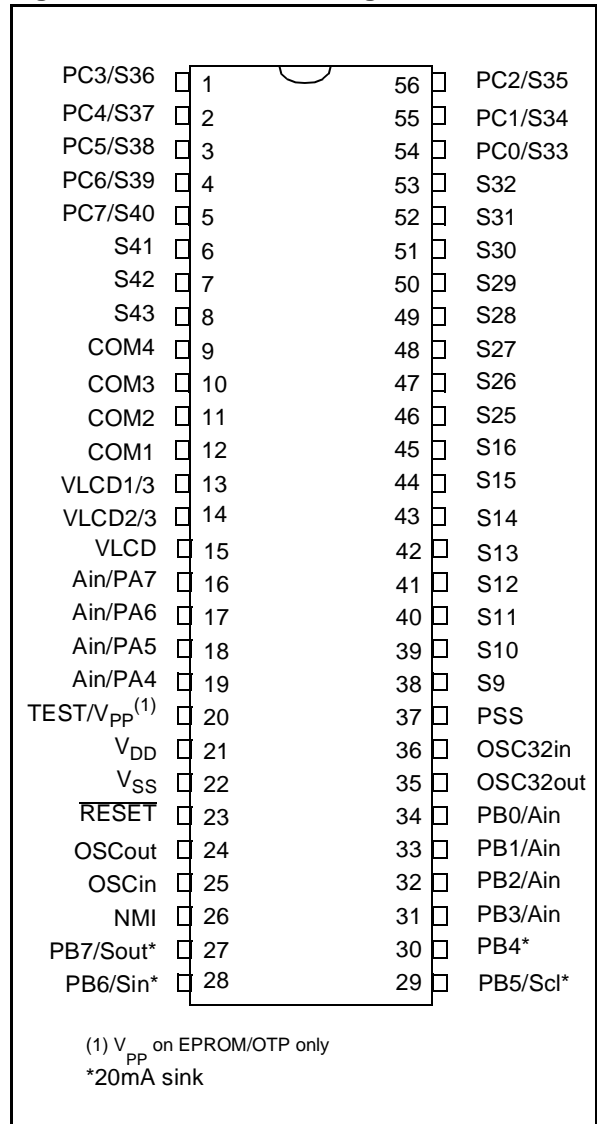 PC3/S36 1 56 PC2/S35
PC4/S37 2 55 PC1/S34
PC5/S38 3 54 PC0/S33
PC6/S39 4 53 S32
PC7/S40 5 52 S31
S41 6 51 S30
S42 7 50 S29
S43 8 49 S28
COM4 9 48 S27
COM3 10 47 S26
COM2 11 46 S25
COM1 12 45 S16
VLCD1/3 13 44 S15
VLCD2/3 14 43 S14
VLCD 15 42 S13
Ain/PA7 16 41 S12
Ain/PA6 17 40 S11
Ain/PA5 18 39 S10
Ain/PA4 19 38 S9
TEST/VPP(1) 20 37 PSS
VDD 21 36 OSC32in
VSS 22 35 OSC32out
RESET 23 34 PB0/Ain
OSCout 24 33 PB1/Ain
OSCin 25 32 PB2/Ain
NMI 26 31 PB3/Ain
PB7/Sout* 27 30 PB4*
PB6/Sin* 28 29 PB5/Scl*
(1) VPP on EPROM/OTP only
*20mA sink